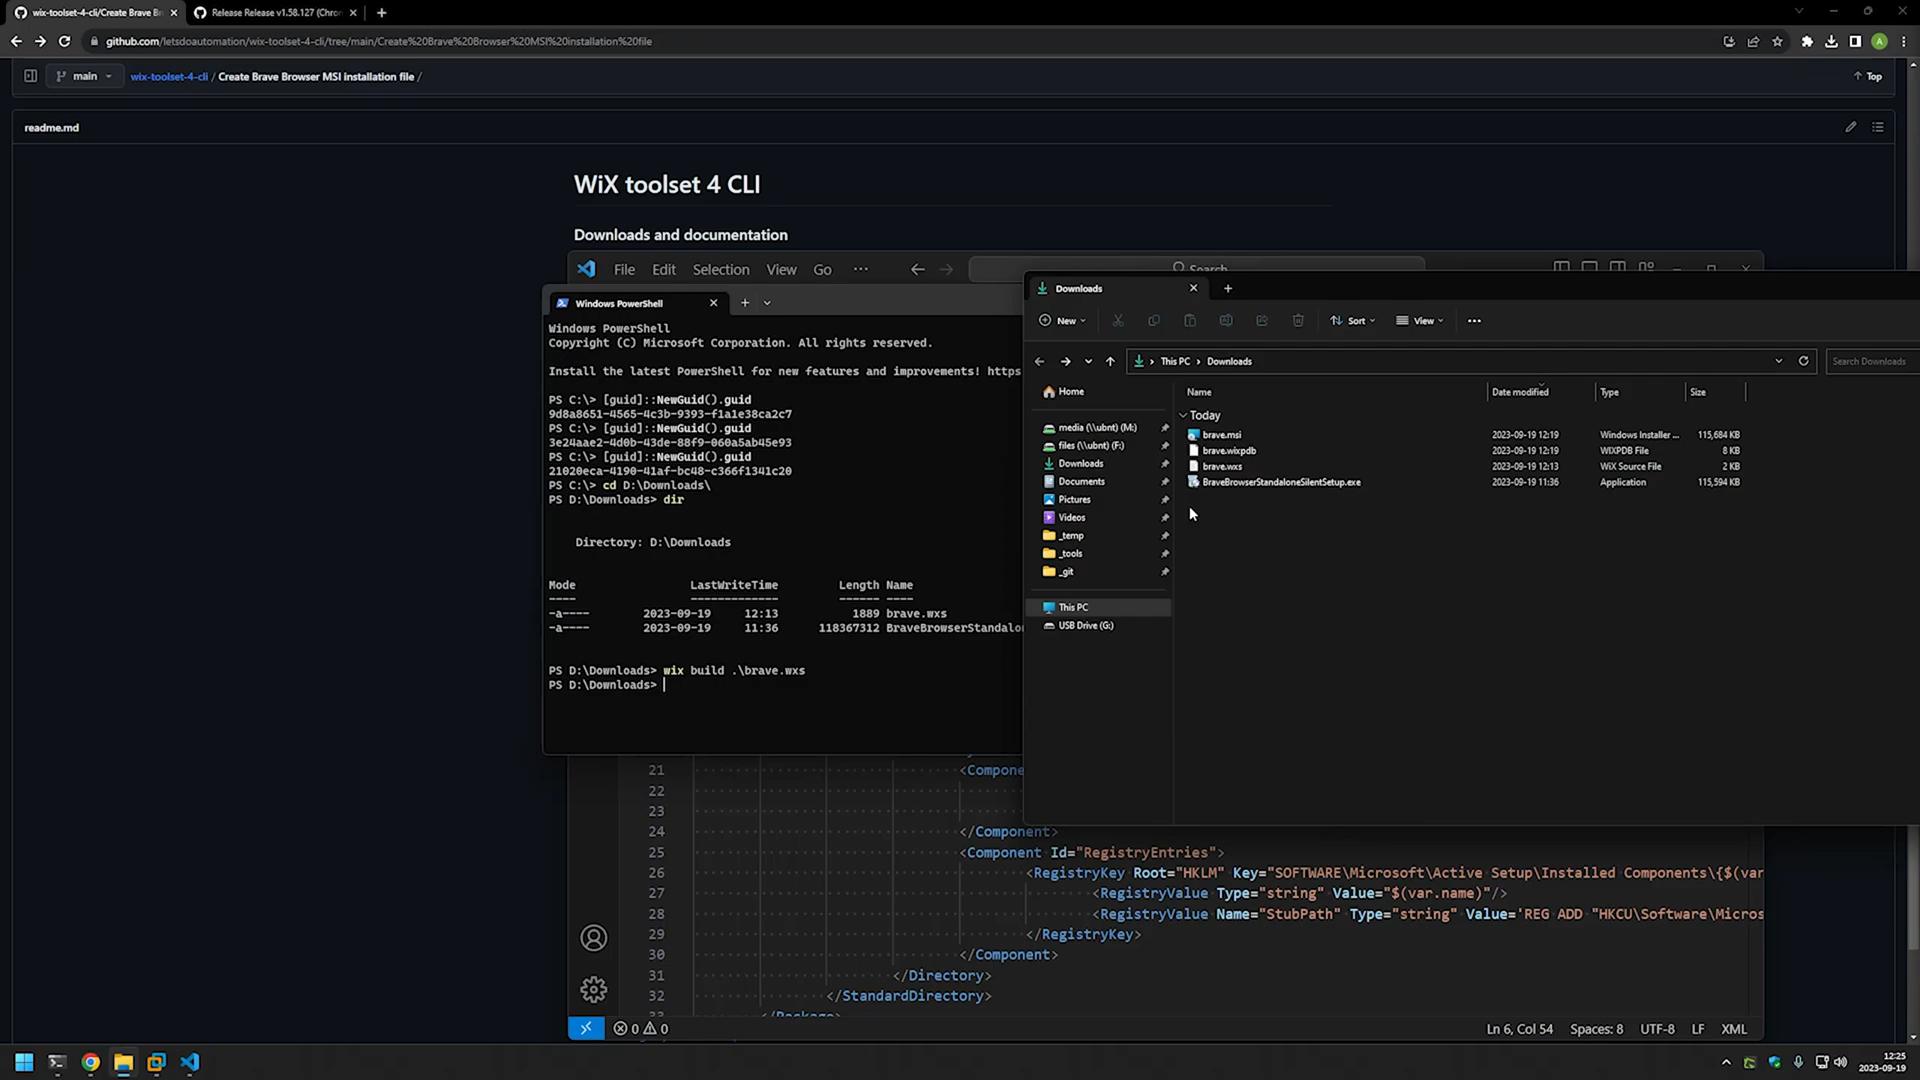 wix-toolset-4-cli/Create Brave Br
Release Release v1.58.127 (Chro
github.com/letsdoautomation/wix-toolset-4-cli/tree/main/Create%20Brave%20Browser%20MSI%20installation%20file
A
main
wix-toolset-4-cli / Create Brave Browser MSI installation file /
Top
readme.md
WiX toolset 4 CLI
Downloads and documentation
File Edit Selection View Go ··· Search
Windows PowerShell
Windows PowerShell
Copyright (C) Microsoft Corporation. All rights reserved.
Install the latest PowerShell for new features and improvements! https
PS C:\> [guid]::NewGuid().guid
9d8a8651-4565-4c3b-9393-f1a1e38ca2c7
PS C:\> [guid]::NewGuid().guid
3e24aae2-4d0b-43de-88f9-060a5ab45e93
PS C:\> [guid]::NewGuid().guid
21020eca-4190-41af-bc48-c366f1341c20
PS C:\> cd D:\Downloads\
PS D:\Downloads> dir
Directory: D:\Downloads
Mode LastWriteTime Length Name
---- ------------- ------ ----
-a---- 2023-09-19 12:13 1889 brave.wxs
-a---- 2023-09-19 11:36 118367312 BraveBrowserStandalo
PS D:\Downloads> wix build .\brave.wxs
PS D:\Downloads>
Downloads
New Sort View ···
This PC > Downloads
Search Downloads
Home
media (\\ubnt) (M:)
files (\\ubnt) (F:)
Downloads
Documents
Pictures
Videos
_temp
_tools
_git
This PC
USB Drive (G:)
Name Date modified Type Size
Today
brave.msi 2023-09-19 12:19 Windows Installer ... 115,684 KB
brave.wixpdb 2023-09-19 12:19 WIXPDB File 8 KB
brave.wxs 2023-09-19 12:13 WiX Source File 2 KB
BraveBrowserStandaloneSilentSetup.exe 2023-09-19 11:36 Application 115,594 KB
21 <Compone
22
23
24 </Component>
25 <Component Id="RegistryEntries">
26 <RegistryKey Root="HKLM" Key="SOFTWARE\Microsoft\Active Setup\Installed Components\{$(var
27 <RegistryValue Type="string" Value="$(var.name)"/>
28 <RegistryValue Name="StubPath" Type="string" Value='REG ADD "HKCU\Software\Micros
29 </RegistryKey>
30 </Component>
31 </Directory>
32 </StandardDirectory>
33 </Package>
0 0
Ln 6, Col 54 Spaces: 8 UTF-8 LF XML
12:25
2023-09-19